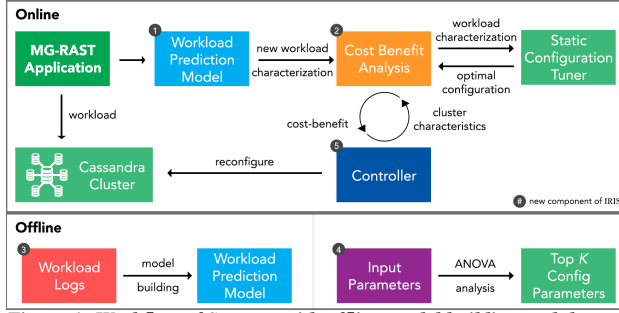 Online
MG-RAST
Application
1
Workload
Prediction
Model
new workload
characterization
2
Cost Benefit
Analysis
workload
characterization
optimal
configuration
Static
Configuration
Tuner
workload
cost-benefit
cluster
characteristics
Cassandra
Cluster
reconfigure
5
Controller
# new component of IRIS
Offline
3
Workload
Logs
model
building
Workload
Prediction
Model
4
Input
Parameters
ANOVA
analysis
Top K
Config
Parameters